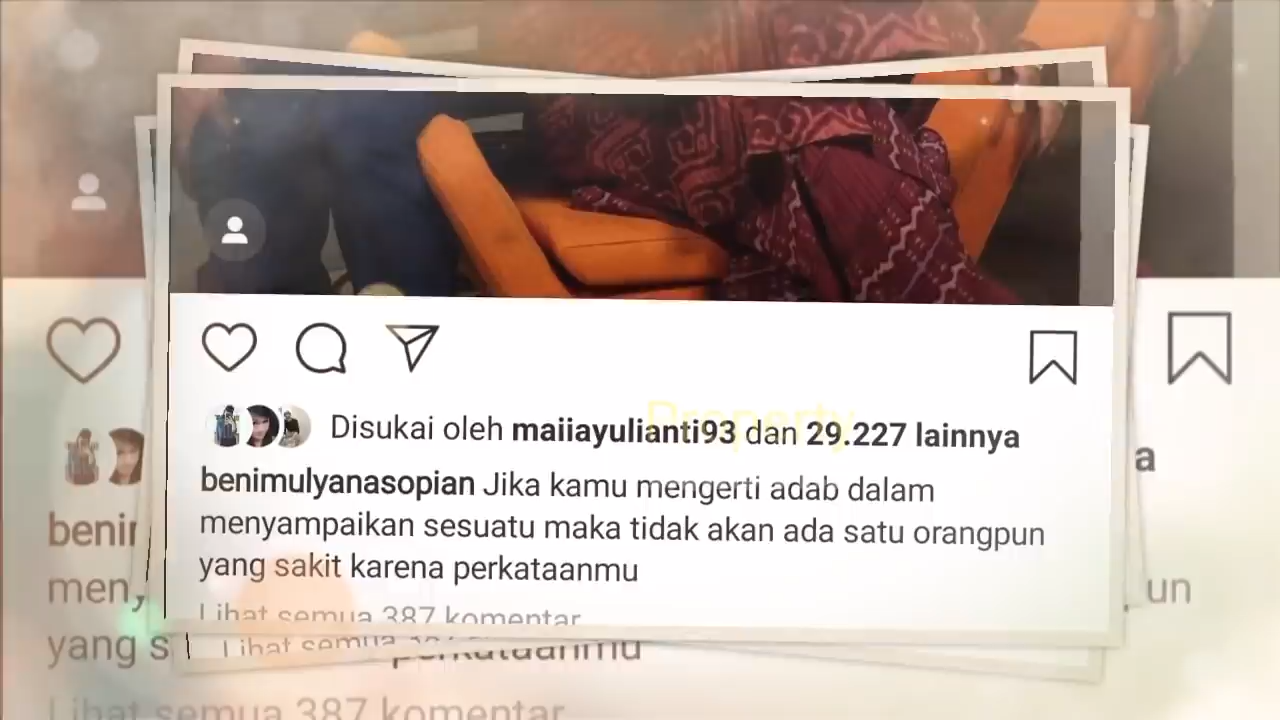 Disukai oleh maiiayulianti93 dan 29.227 lainnya
benimulyanasopian Jika kamu mengerti adab dalam
menyampaikan sesuatu maka tidak akan ada satu orangpun
yang sakit karena perkataanmu
Lihat semua 387 komentar
Property